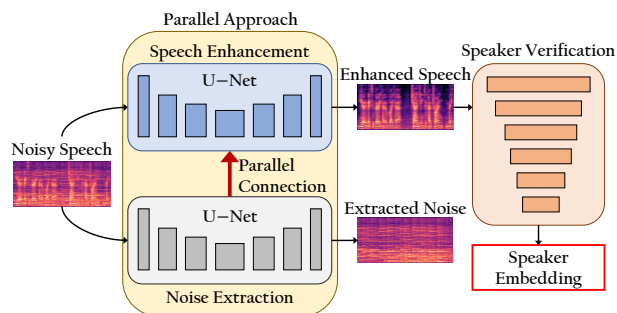 Parallel Approach
Speech Enhancement
U−Net
Noisy Speech
Parallel
Connection
U−Net
Noise Extraction
Enhanced Speech
Extracted Noise
Speaker Verification
Speaker
Embedding